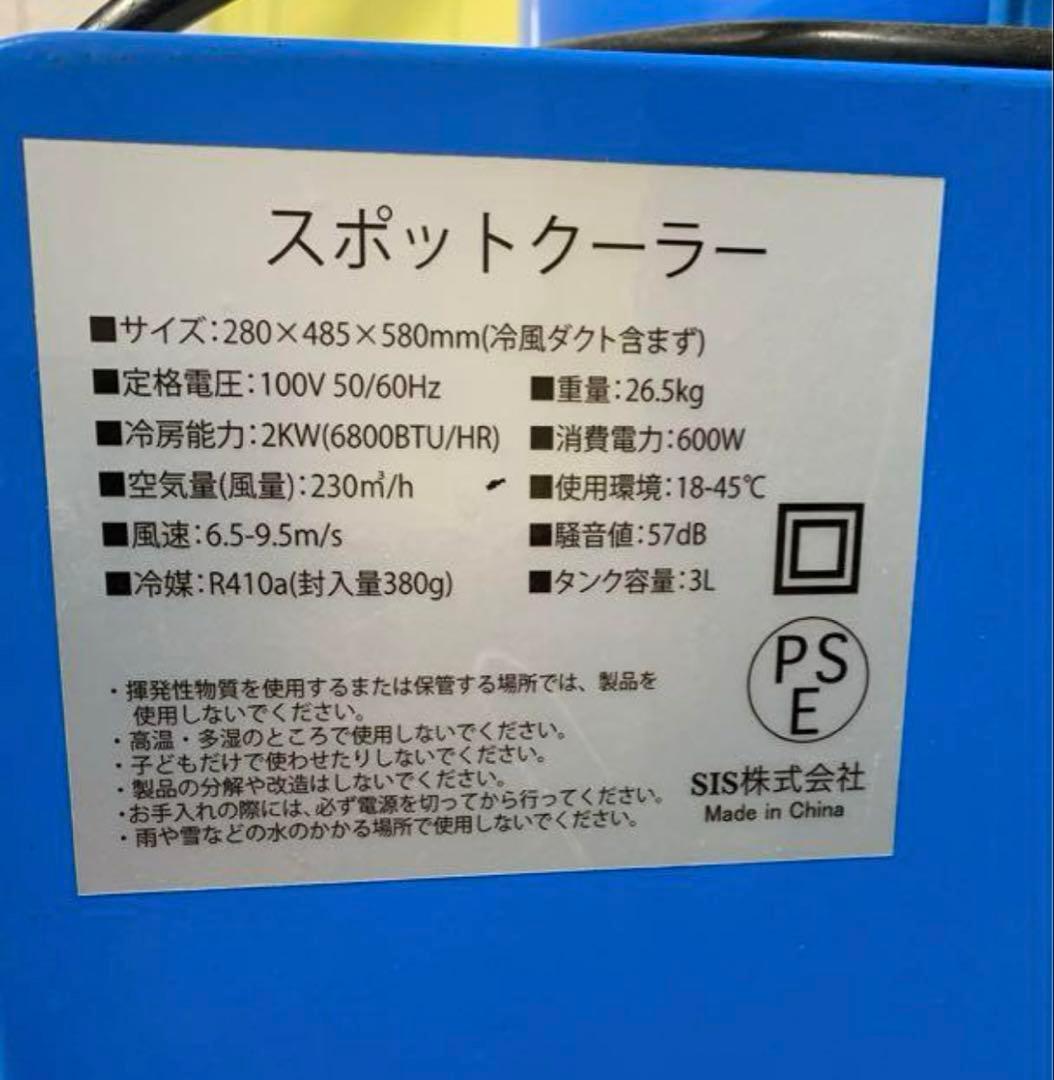 スポットクーラー
■サイズ:280×485×580mm(冷風ダクト含まず)
■定格電圧:100V 50/60Hz ■重量:26.5kg
■冷房能力:2KW(6800BTU/HR) ■消費電力:600W
■空気量(風量):230㎥/h ■使用環境:18-45℃
■風速:6.5-9.5m/s ■騒音値:57dB
■冷媒:R410a(封入量380g) ■タンク容量:3L
・揮発性物質を使用するまたは保管する場所では、製品を
使用しないでください。
・高温・多湿のところで使用しないでください。
・子どもだけで使わせたりしないでください。
・製品の分解や改造はしないでください。
・お手入れの際には、必ず電源を切ってから行ってください。
・雨や雪などの水のかかる場所で使用しないでください。
PS
E
SIS株式会社
Made in China